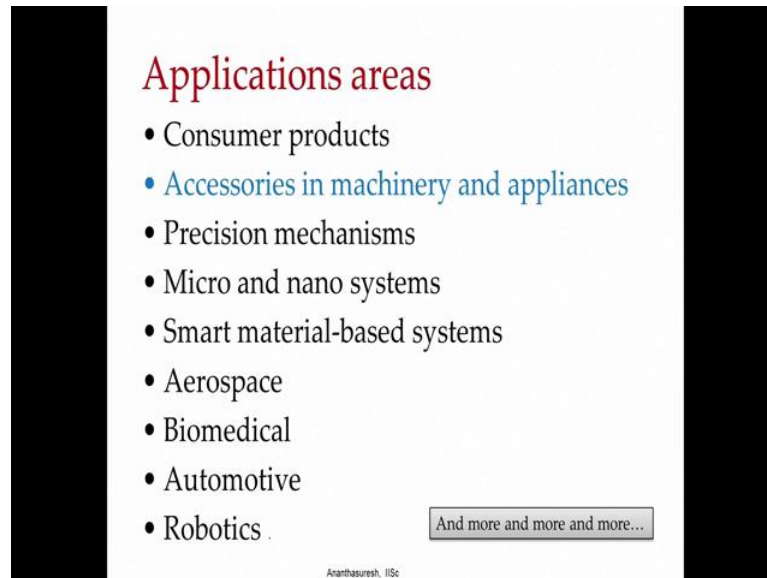 Applications areas
• Consumer products
• Accessories in machinery and appliances
• Precision mechanisms
• Micro and nano systems
• Smart material-based systems
• Aerospace
• Biomedical
• Automotive
• Robotics .
And more and more and more...
Ananthasuresh, IISc